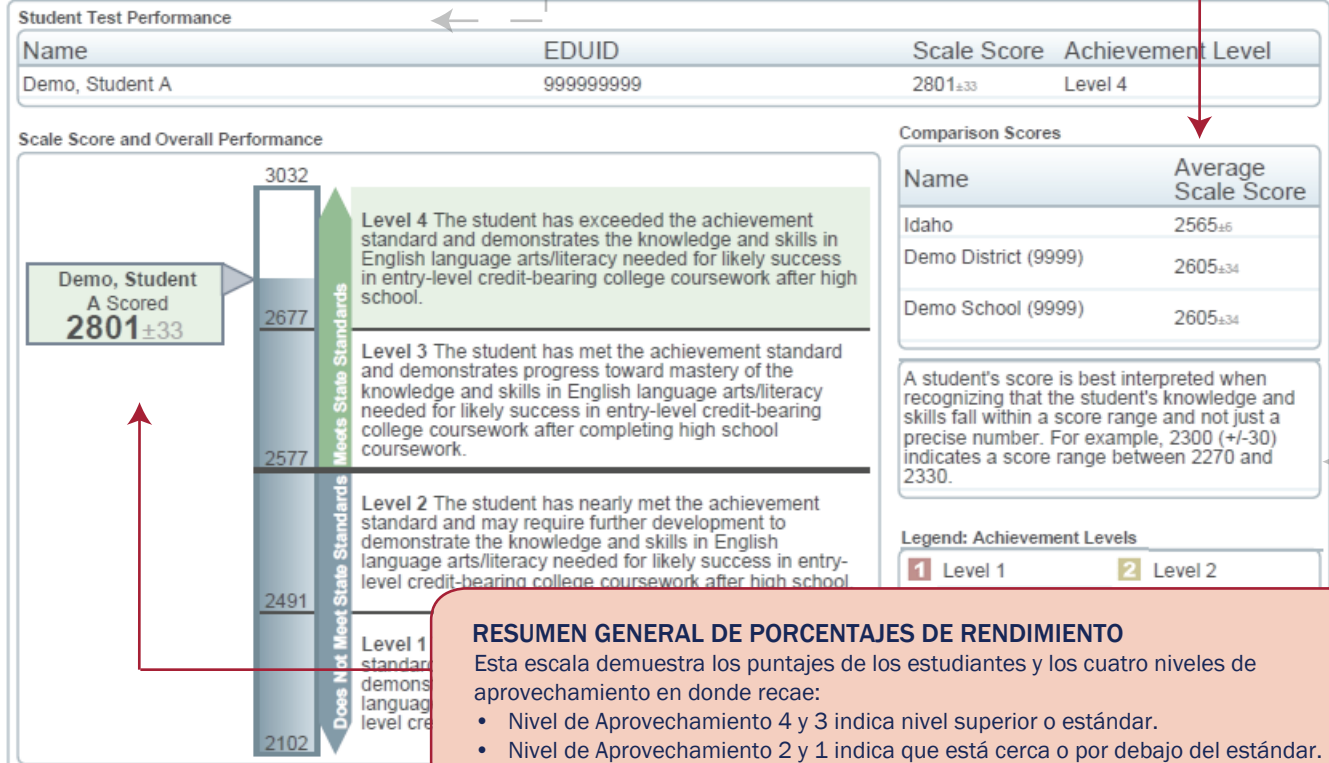 Student Test Performance
Name EDUID Scale Score Achievement Level
Demo, Student A 999999999 2801±33 Level 4
Scale Score and Overall Performance
3032
Demo, Student
A Scored
2801±33
2677
2577
2491
2102
Meets State Standards
Does Not Meet State Standards
Level 4 The student has exceeded the achievement
standard and demonstrates the knowledge and skills in
English language arts/literacy needed for likely success
in entry-level credit-bearing college coursework after high
school.
Level 3 The student has met the achievement standard
and demonstrates progress toward mastery of the
knowledge and skills in English language arts/literacy
needed for likely success in entry-level credit-bearing
college coursework after completing high school
coursework.
Level 2 The student has nearly met the achievement
standard and may require further development to
demonstrate the knowledge and skills in English
language arts/literacy needed for likely success in entry-
level credit-bearing college coursework after high school
Level 1
level
Comparison Scores
Name Average
Scale Score
Idaho 2565±6
Demo District (9999) 2605±34
Demo School (9999) 2605±34
A student's score is best interpreted when
recognizing that the student's knowledge and
skills fall within a score range and not just a
precise number. For example, 2300 (+/-30)
indicates a score range between 2270 and
2330.
Legend: Achievement Levels
1 Level 1 2 Level 2
RESUMEN GENERAL DE PORCENTAJES DE RENDIMIENTO
Esta escala demuestra los puntajes de los estudiantes y los cuatro niveles de
aprovechamiento en donde recae:
• Nivel de Aprovechamiento 4 y 3 indica nivel superior o estándar.
• Nivel de Aprovechamiento 2 y 1 indica que está cerca o por debajo del estándar.